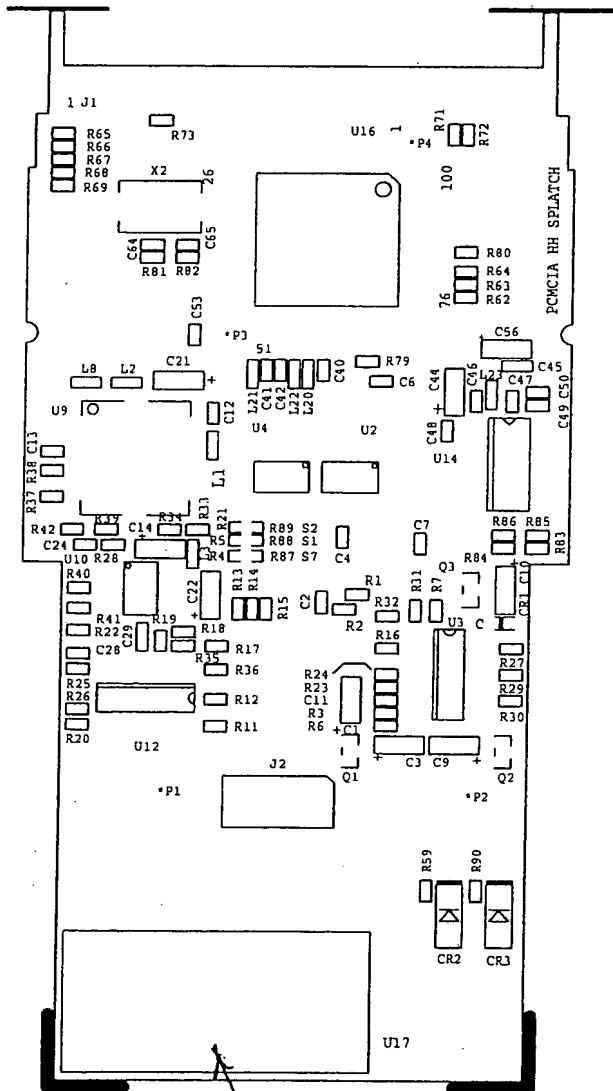 1 J1
R65
R66
R67
R68
R69
R73
X2
26
C64
C65
R81
R82
U16
1
*P4
R71
R72
100
PCMCIA HH SPLATCH
R80
R64
R63
R62
76
C53
*P3
S1
L8
L2
C21
+
L21
C41
C42
L22
L20
C40
R79
C6
C56
+
C45
C44
+
C46
L23
C47
C50
C49
C48
U14
U9
C12
L1
U4
U2
C13
R38
R37
R42
R39
C14
R34
R33
R21
R89 S2
R5
R88 S1
R4
R87 S7
C24
R28
U10
C4
C7
R86
R85
R84
R83
R40
R41
R22
C28
C29
R19
R18
R35
C22
+
R13
R14
R15
C2
R1
R2
R32
R31
R7
Q3
CR1
C10
+
C
U3
R17
R36
R16
R25
R26
R20
R12
R11
U12
R24
R23
C11
R3
R6
C1
+
R27
R29
R30
Q1
C3
+
C9
+
Q2
*P1
J2
*P2
R59
R90
CR2
CR3
U17